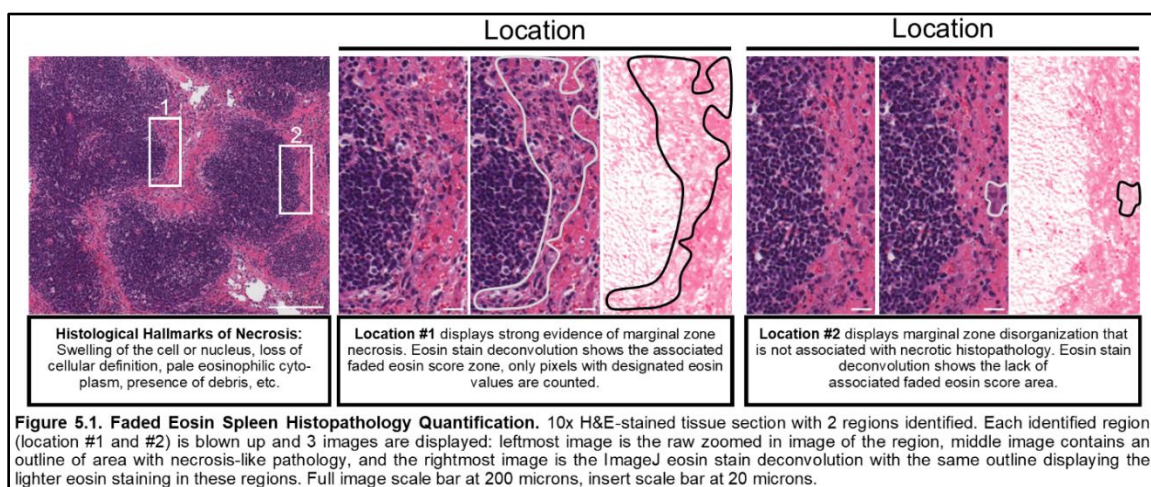 Location
Location
1
2
Histological Hallmarks of Necrosis:
Swelling of the cell or nucleus, loss of
cellular definition, pale eosinophilic cyto-
plasm, presence of debris, etc.
Location #1 displays strong evidence of marginal zone
necrosis. Eosin stain deconvolution shows the associated
faded eosin score zone, only pixels with designated eosin
values are counted.
Location #2 displays marginal zone disorganization that
is not associated with necrotic histopathology. Eosin stain
deconvolution shows the lack of
associated faded eosin score area.
Figure 5.1. Faded Eosin Spleen Histopathology Quantification. 10x H&E-stained tissue section with 2 regions identified. Each identified region
(location #1 and #2) is blown up and 3 images are displayed: leftmost image is the raw zoomed in image of the region, middle image contains an
outline of area with necrosis-like pathology, and the rightmost image is the ImageJ eosin stain deconvolution with the same outline displaying the
lighter eosin staining in these regions. Full image scale bar at 200 microns, insert scale bar at 20 microns.